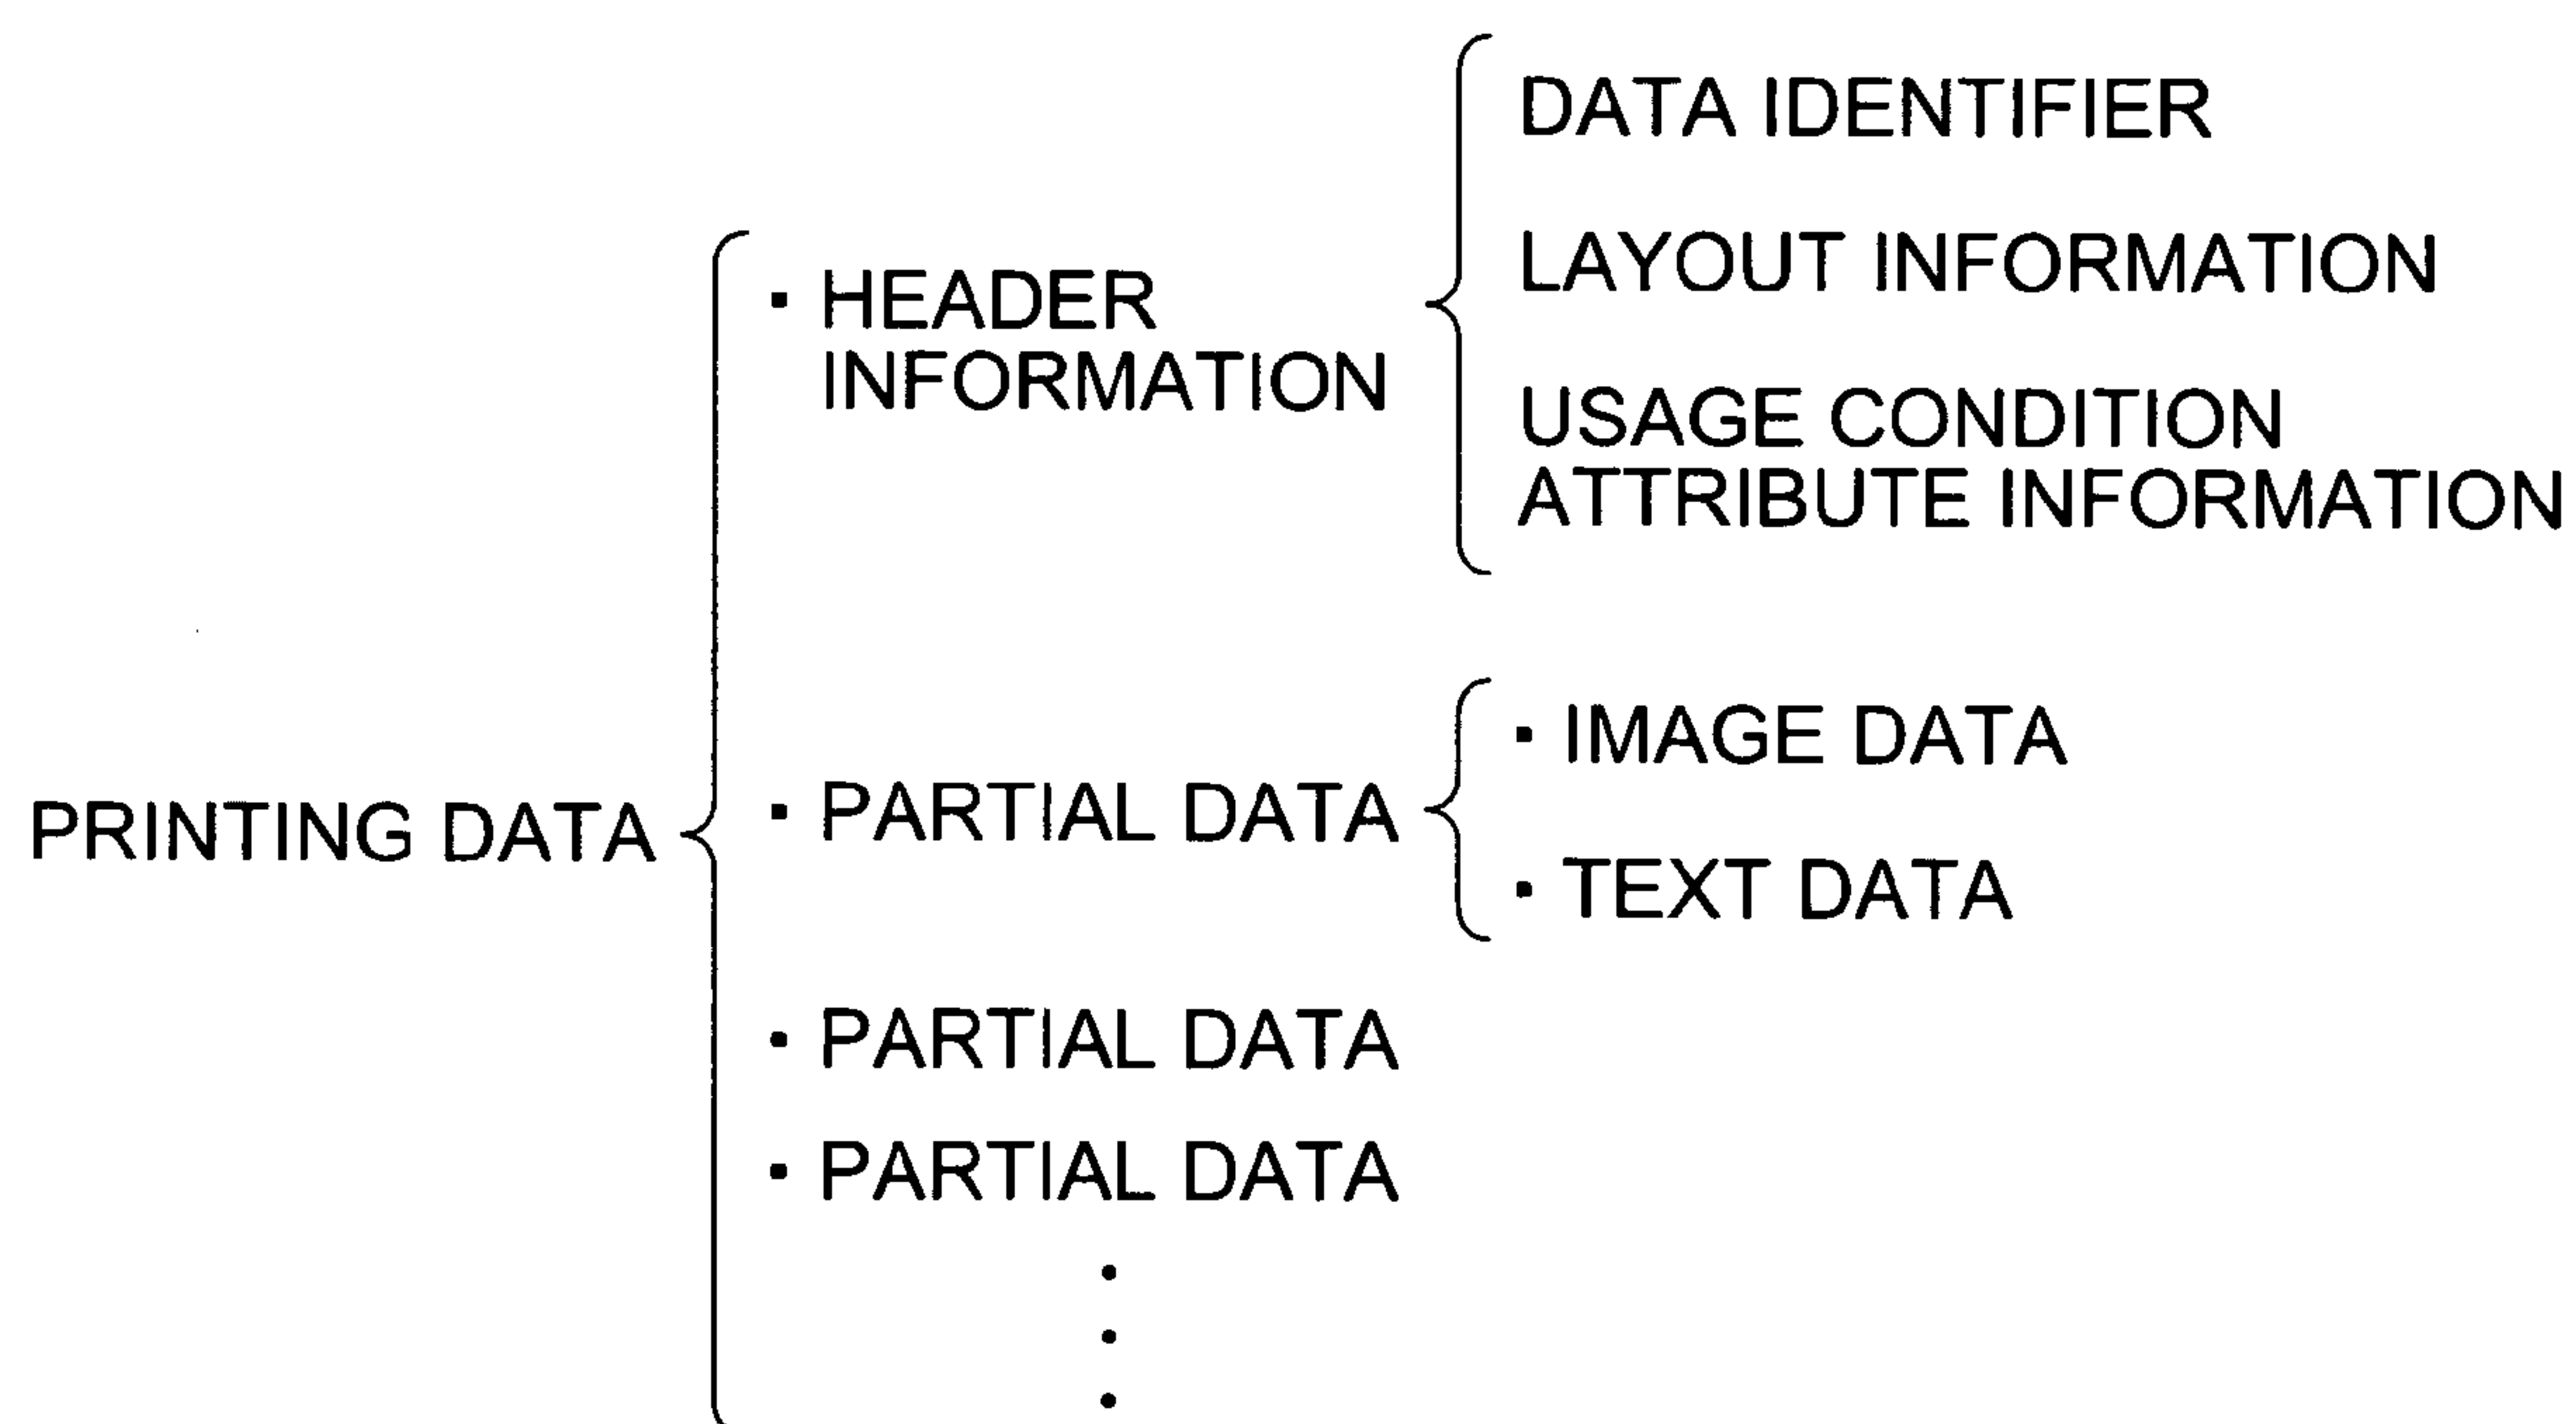 PRINTING DATA
▪ HEADER
INFORMATION
DATA IDENTIFIER
LAYOUT INFORMATION
USAGE CONDITION
ATTRIBUTE INFORMATION
▪ PARTIAL DATA
▪ IMAGE DATA
▪ TEXT DATA
▪ PARTIAL DATA
▪ PARTIAL DATA